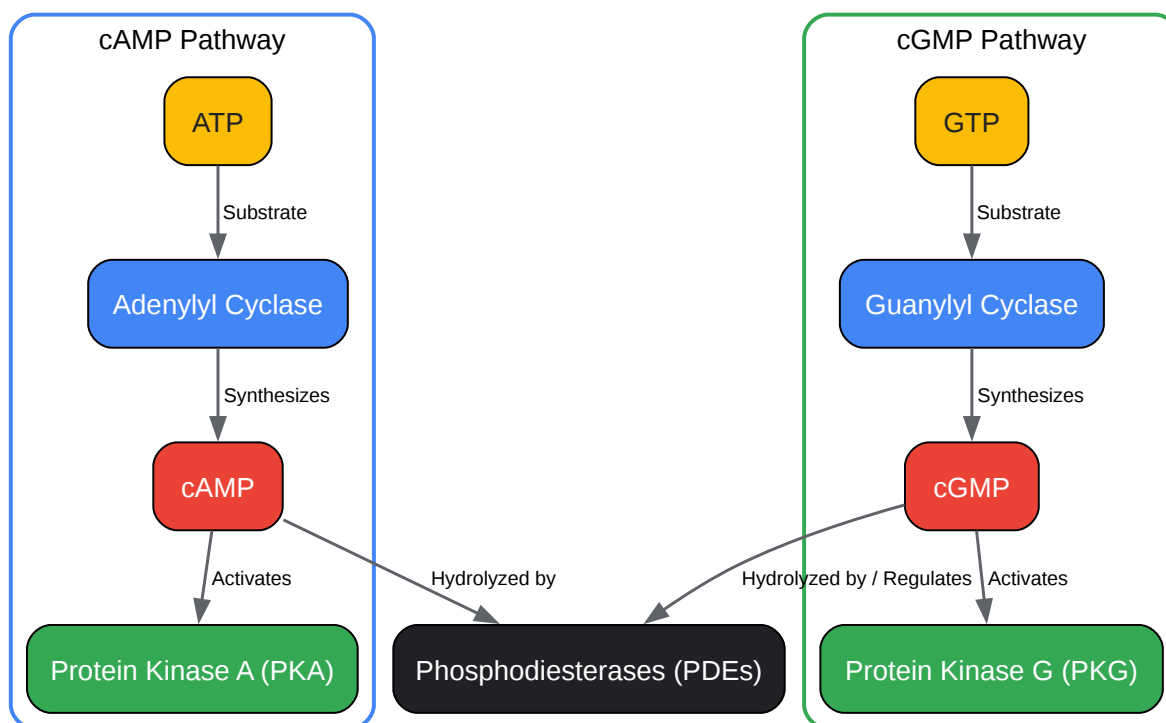 cAMP Pathway
cGMP Pathway
ATP
GTP
Substrate
Substrate
Adenylyl Cyclase
Guanylyl Cyclase
Synthesizes
Synthesizes
cAMP
cGMP
Activates
Hydrolyzed by
Hydrolyzed by / Regulates
Activates
Protein Kinase A (PKA)
Phosphodiesterases (PDEs)
Protein Kinase G (PKG)